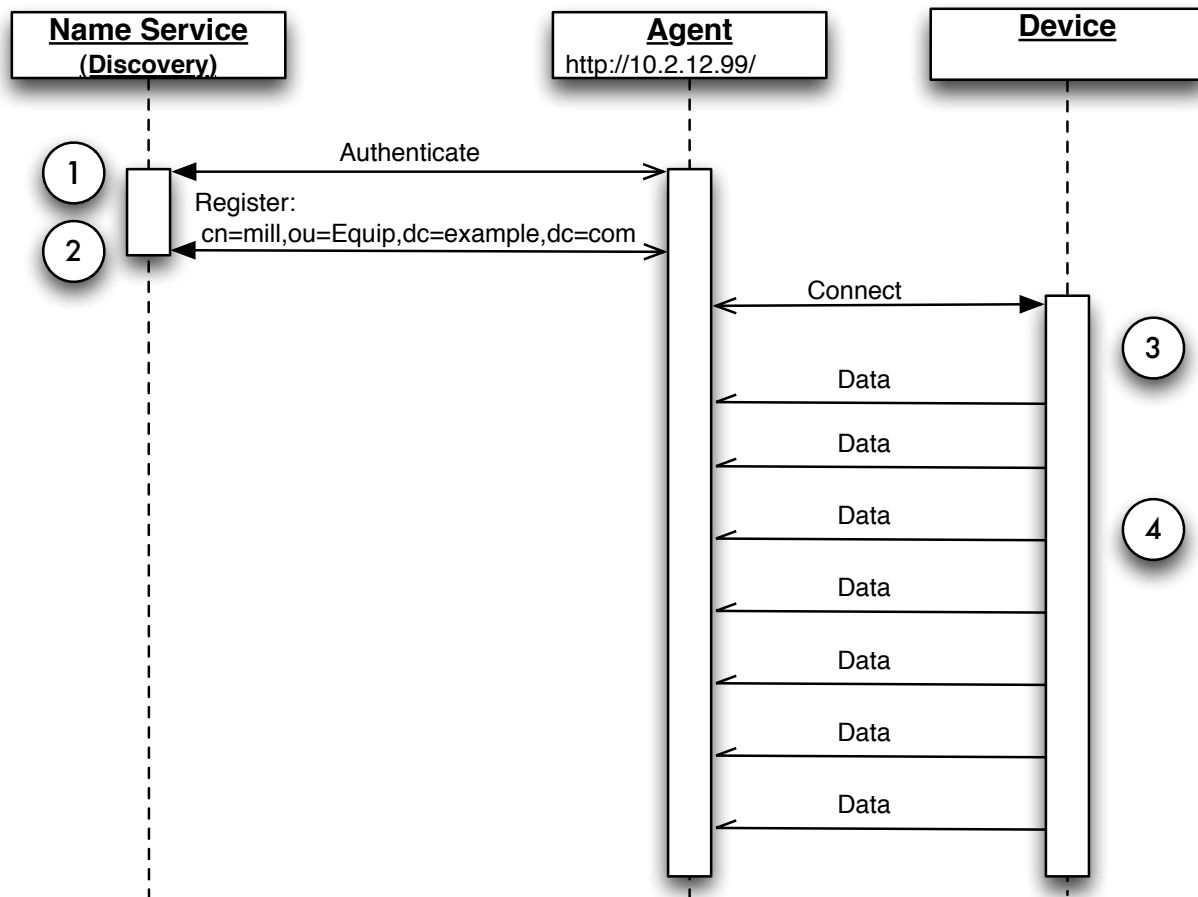 Name Service
(Discovery)
Agent
http://10.2.12.99/
Device
1
Authenticate
Register:
cn=mill,ou=Equip,dc=example,dc=com
2
Connect
3
Data
Data
Data
4
Data
Data
Data
Data